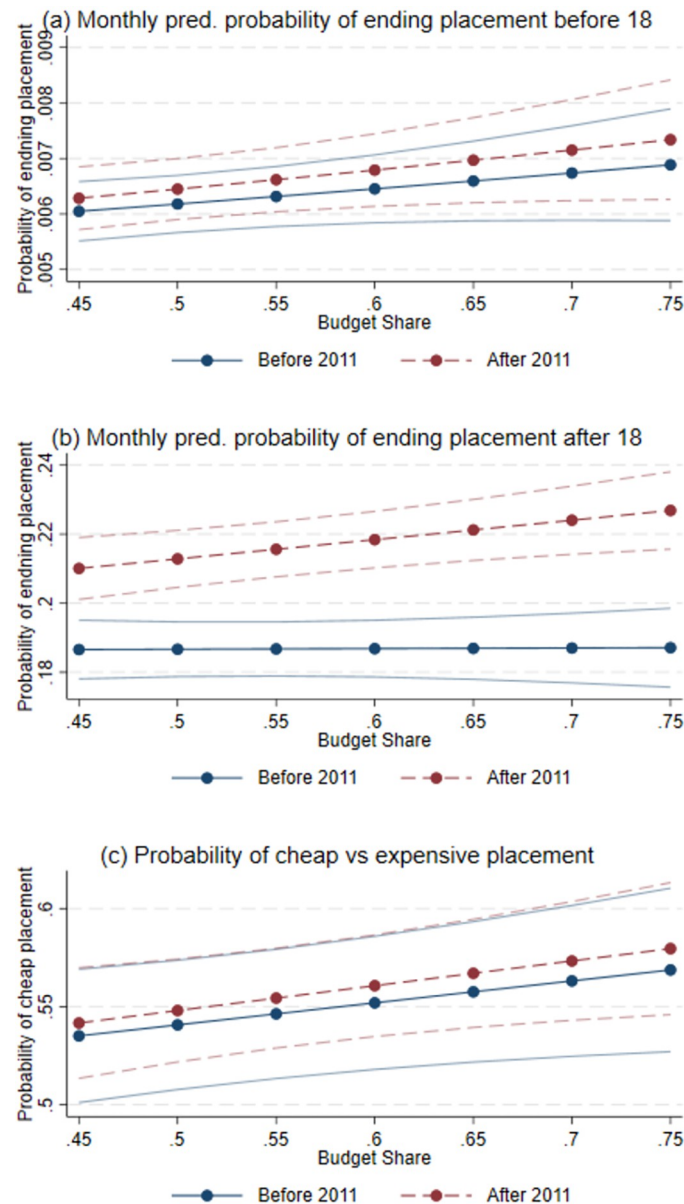 (a) Monthly pred. probability of ending placement before 18
Probability of endning placement
.009
.008
.007
.006
.005
.45 .5 .55 .6 .65 .7 .75
Budget Share
Before 2011 After 2011
(b) Monthly pred. probability of ending placement after 18
Probability of endning placement
.24
.22
.2
.18
.45 .5 .55 .6 .65 .7 .75
Budget Share
Before 2011 After 2011
(c) Probability of cheap vs expensive placement
Probability of cheap placement
.6
.55
.5
.45 .5 .55 .6 .65 .7 .75
Budget Share
Before 2011 After 2011